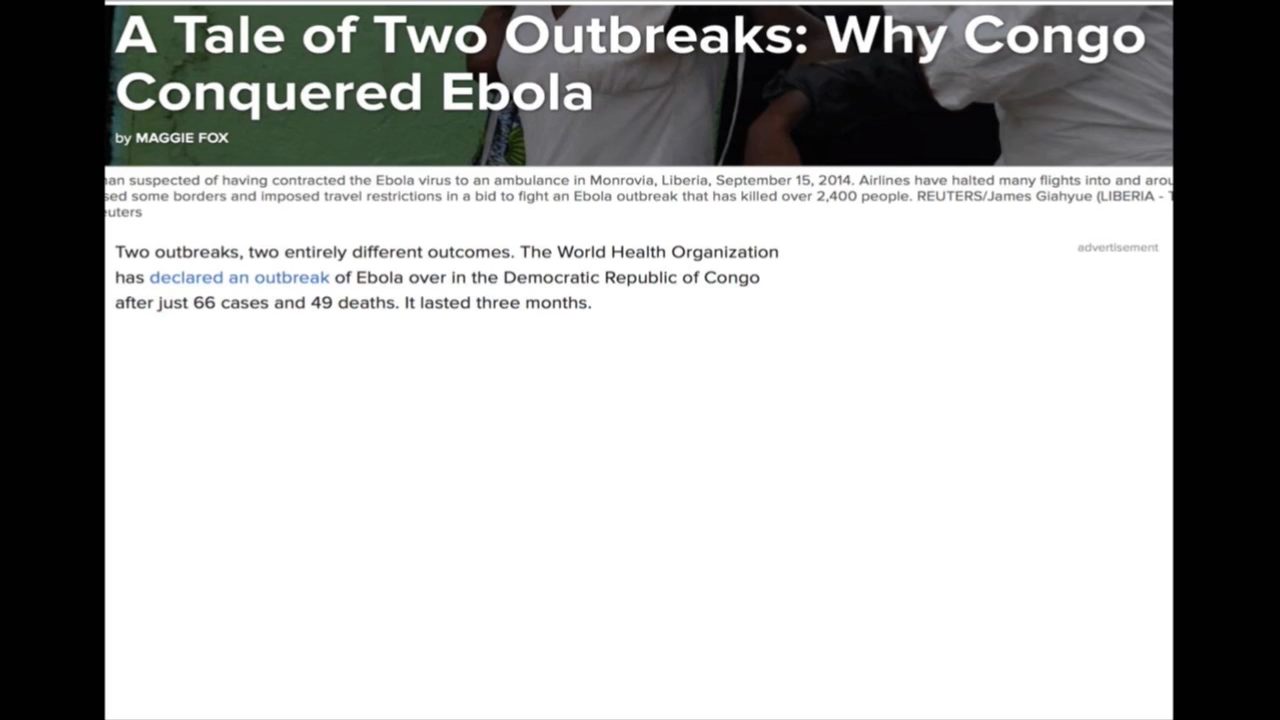 A Tale of Two Outbreaks: Why Congo
Conquered Ebola
by MAGGIE FOX
an suspected of having contracted the Ebola virus to an ambulance in Monrovia, Liberia, September 15, 2014. Airlines have halted many flights into and arou
sed some borders and imposed travel restrictions in a bid to fight an Ebola outbreak that has killed over 2,400 people. REUTERS/James Giahyue (LIBERIA - T
uters
Two outbreaks, two entirely different outcomes. The World Health Organization
has declared an outbreak of Ebola over in the Democratic Republic of Congo
after just 66 cases and 49 deaths. It lasted three months.
advertisement